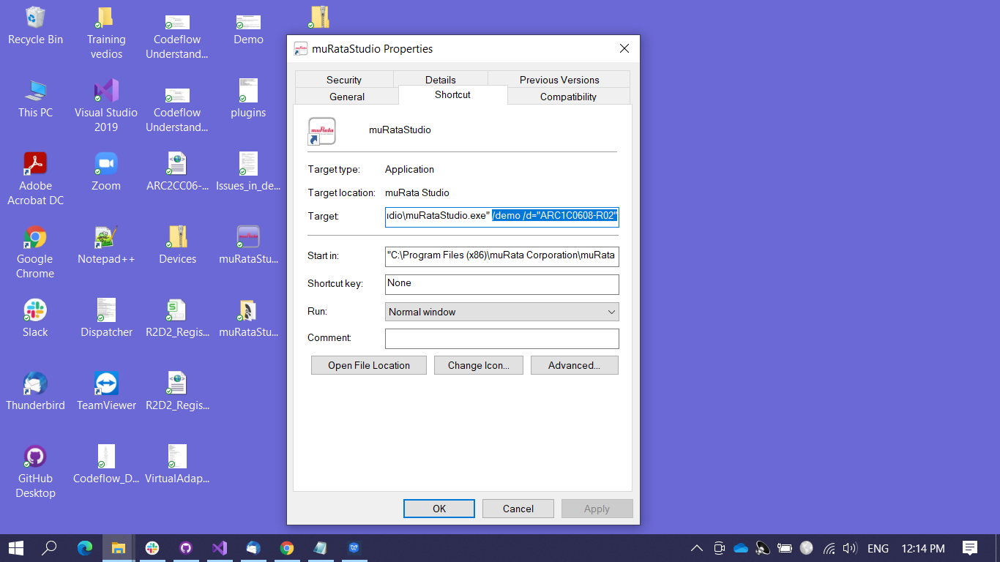 Recycle Bin
Training
vedios
Codeflow
Understand...
Demo
This PC
Visual Studio
2019
Codeflow
Understand...
plugins
Adobe
Acrobat DC
Zoom
ARC2CC06-...
Issues_in_de...
Google
Chrome
Notepad++
Devices
muRataStu...
Slack
Dispatcher
R2D2_Regis...
muRataStu...
Thunderbird
TeamViewer
R2D2_Regis...
GitHub
Desktop
Codeflow_D...
VirtualAdap...
muRataStudio Properties
Security
Details
Previous Versions
General
Shortcut
Compatibility
muRata
muRataStudio
Target type:
Application
Target location:
muRata Studio
Target:
udio\muRataStudio.exe" /demo /d="ARC1C0608-R02"
Start in:
"C:\Program Files (x86)\muRata Corporation\muRata
Shortcut key:
None
Run:
Normal window
Comment:
Open File Location
Change Icon...
Advanced...
OK
Cancel
Apply
ENG
12:14 PM